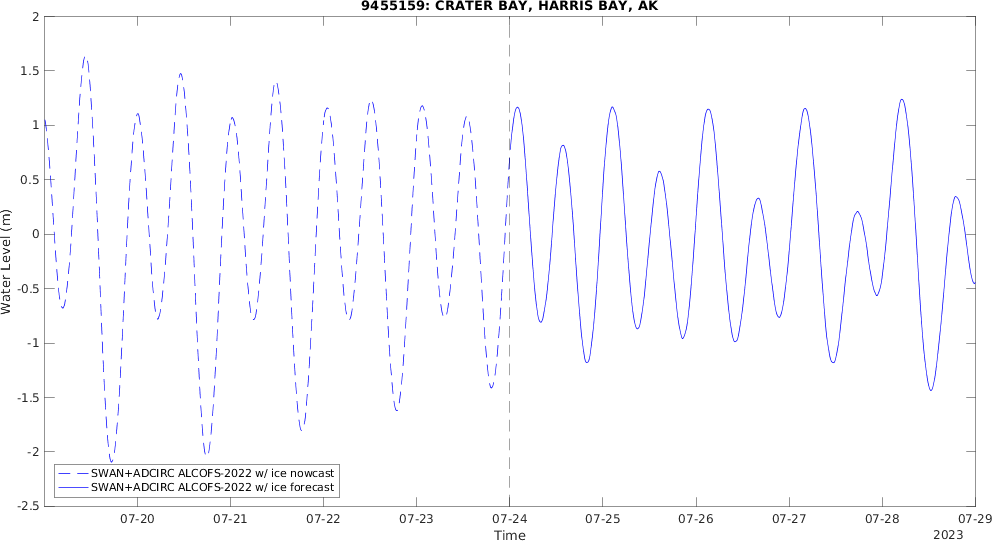 9455159: CRATER BAY, HARRIS BAY, AK
2
1.5
1
0.5
0
-0.5
-1
-1.5
-2
-2.5
Water Level (m)
SWAN+ADCIRC ALCOFS-2022 w/ ice nowcast
SWAN+ADCIRC ALCOFS-2022 w/ ice forecast
07-20 07-21 07-22 07-23 07-24 07-25 07-26 07-27 07-28 07-29
Time
2023